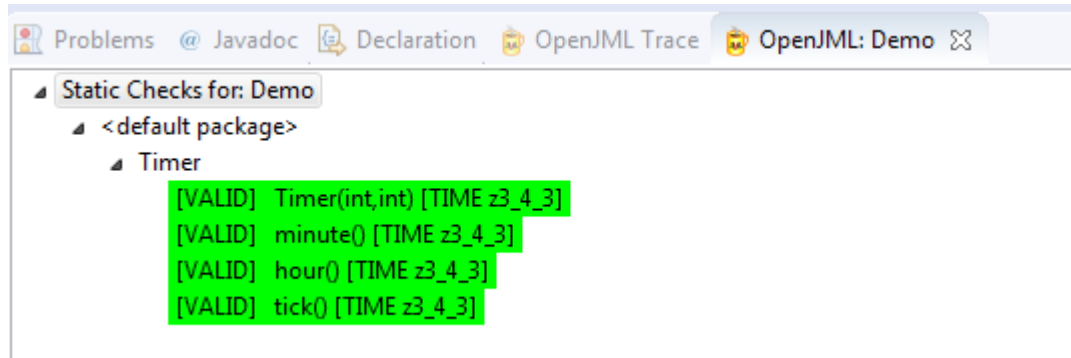 Problems @ Javadoc Declaration OpenJML Trace OpenJML: Demo
Static Checks for: Demo
<default package>
Timer
[VALID] Timer(int,int) [TIME z3_4_3]
[VALID] minute() [TIME z3_4_3]
[VALID] hour() [TIME z3_4_3]
[VALID] tick() [TIME z3_4_3]